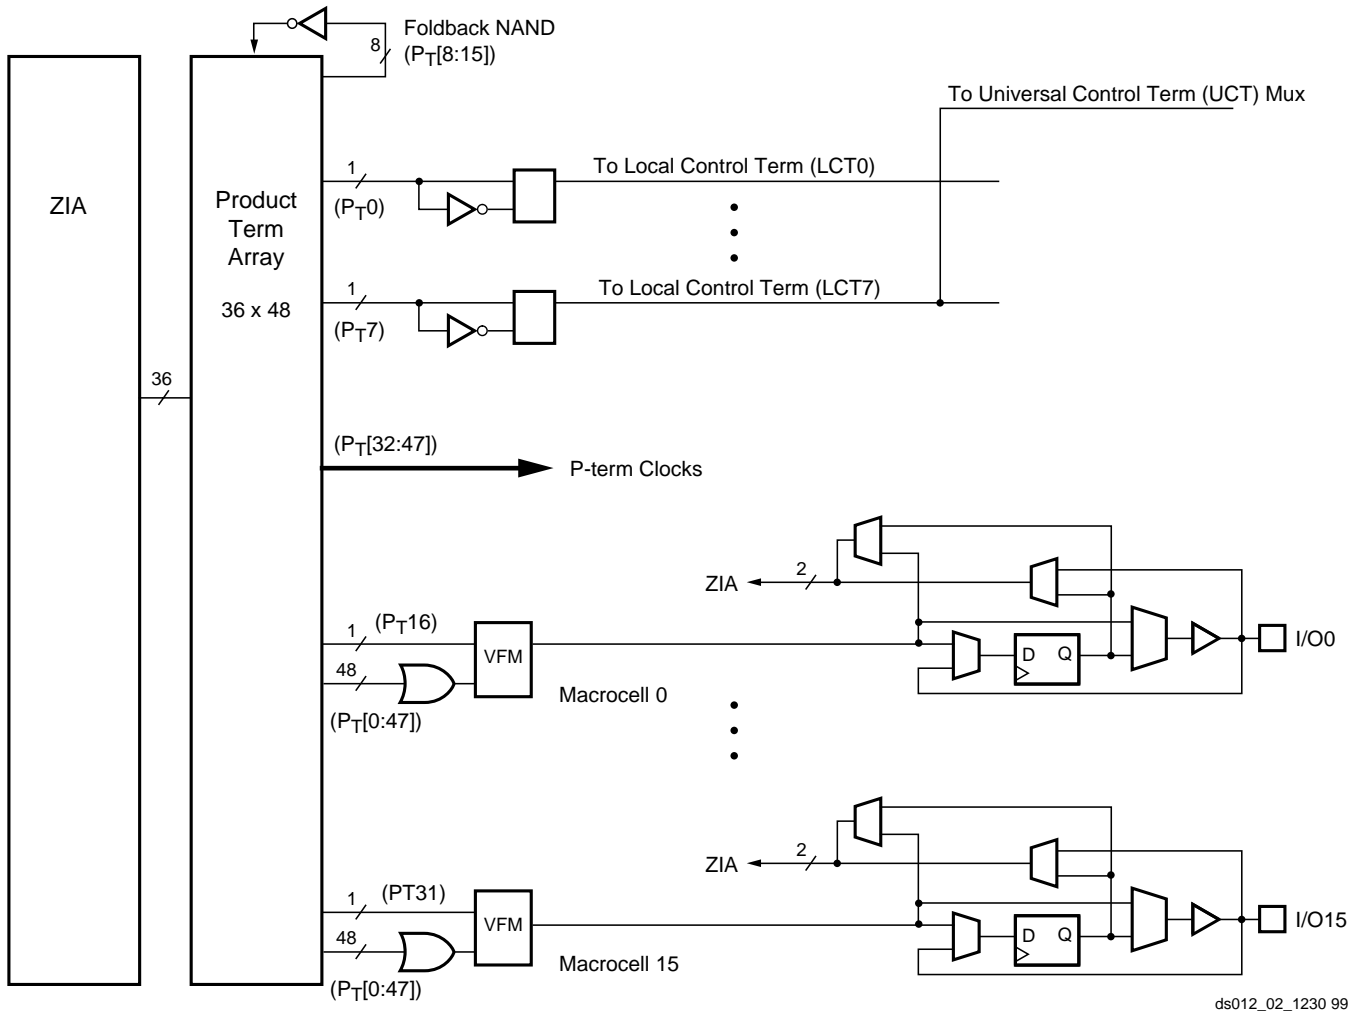 Foldback NAND
8
(PT[8:15])
To Universal Control Term (UCT) Mux
1
To Local Control Term (LCT0)
ZIA
Product
Term
Array
36 x 48
(PT0)
1
To Local Control Term (LCT7)
(PT7)
36
(PT[32:47])
P-term Clocks
ZIA
2
1
(PT16)
VFM
D Q
I/O0
48
Macrocell 0
(PT[0:47])
ZIA
2
1
(PT31)
VFM
D Q
I/O15
48
Macrocell 15
(PT[0:47])
ds012_02_1230 99